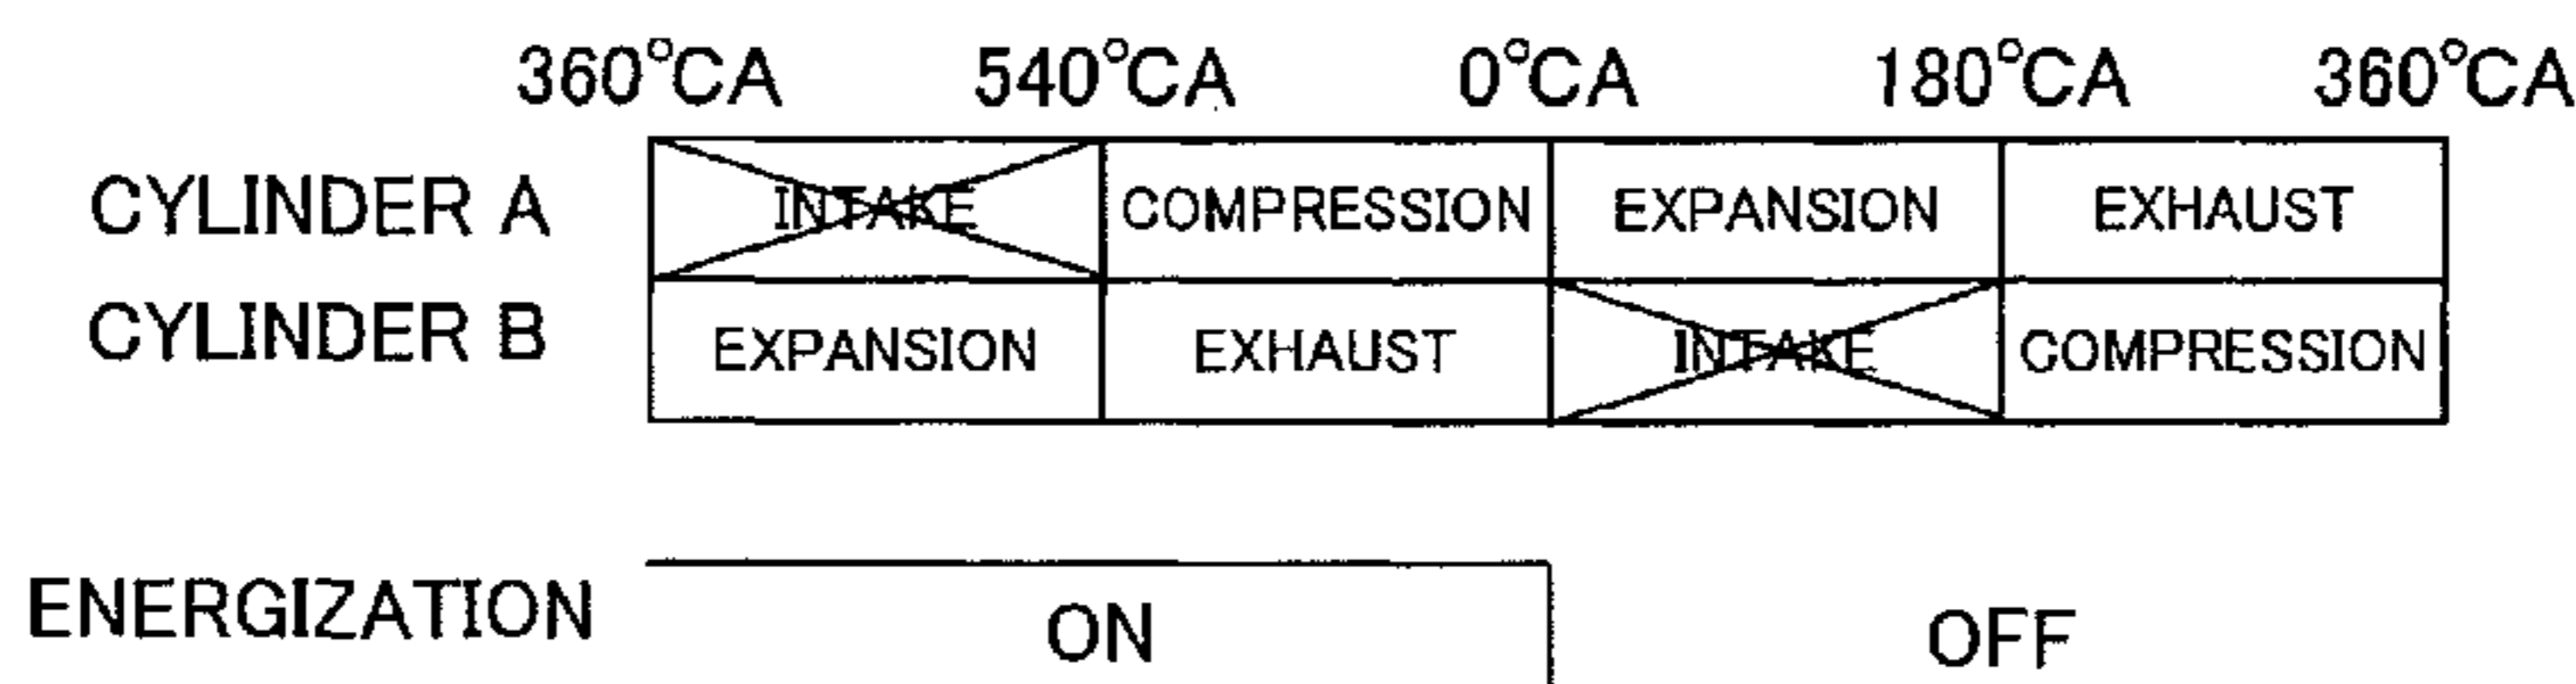 360°CA 540°CA 0°CA 180°CA 360°CA
CYLINDER A INTAKE COMPRESSION EXPANSION EXHAUST
CYLINDER B EXPANSION EXHAUST INTAKE COMPRESSION
ENERGIZATION ON OFF